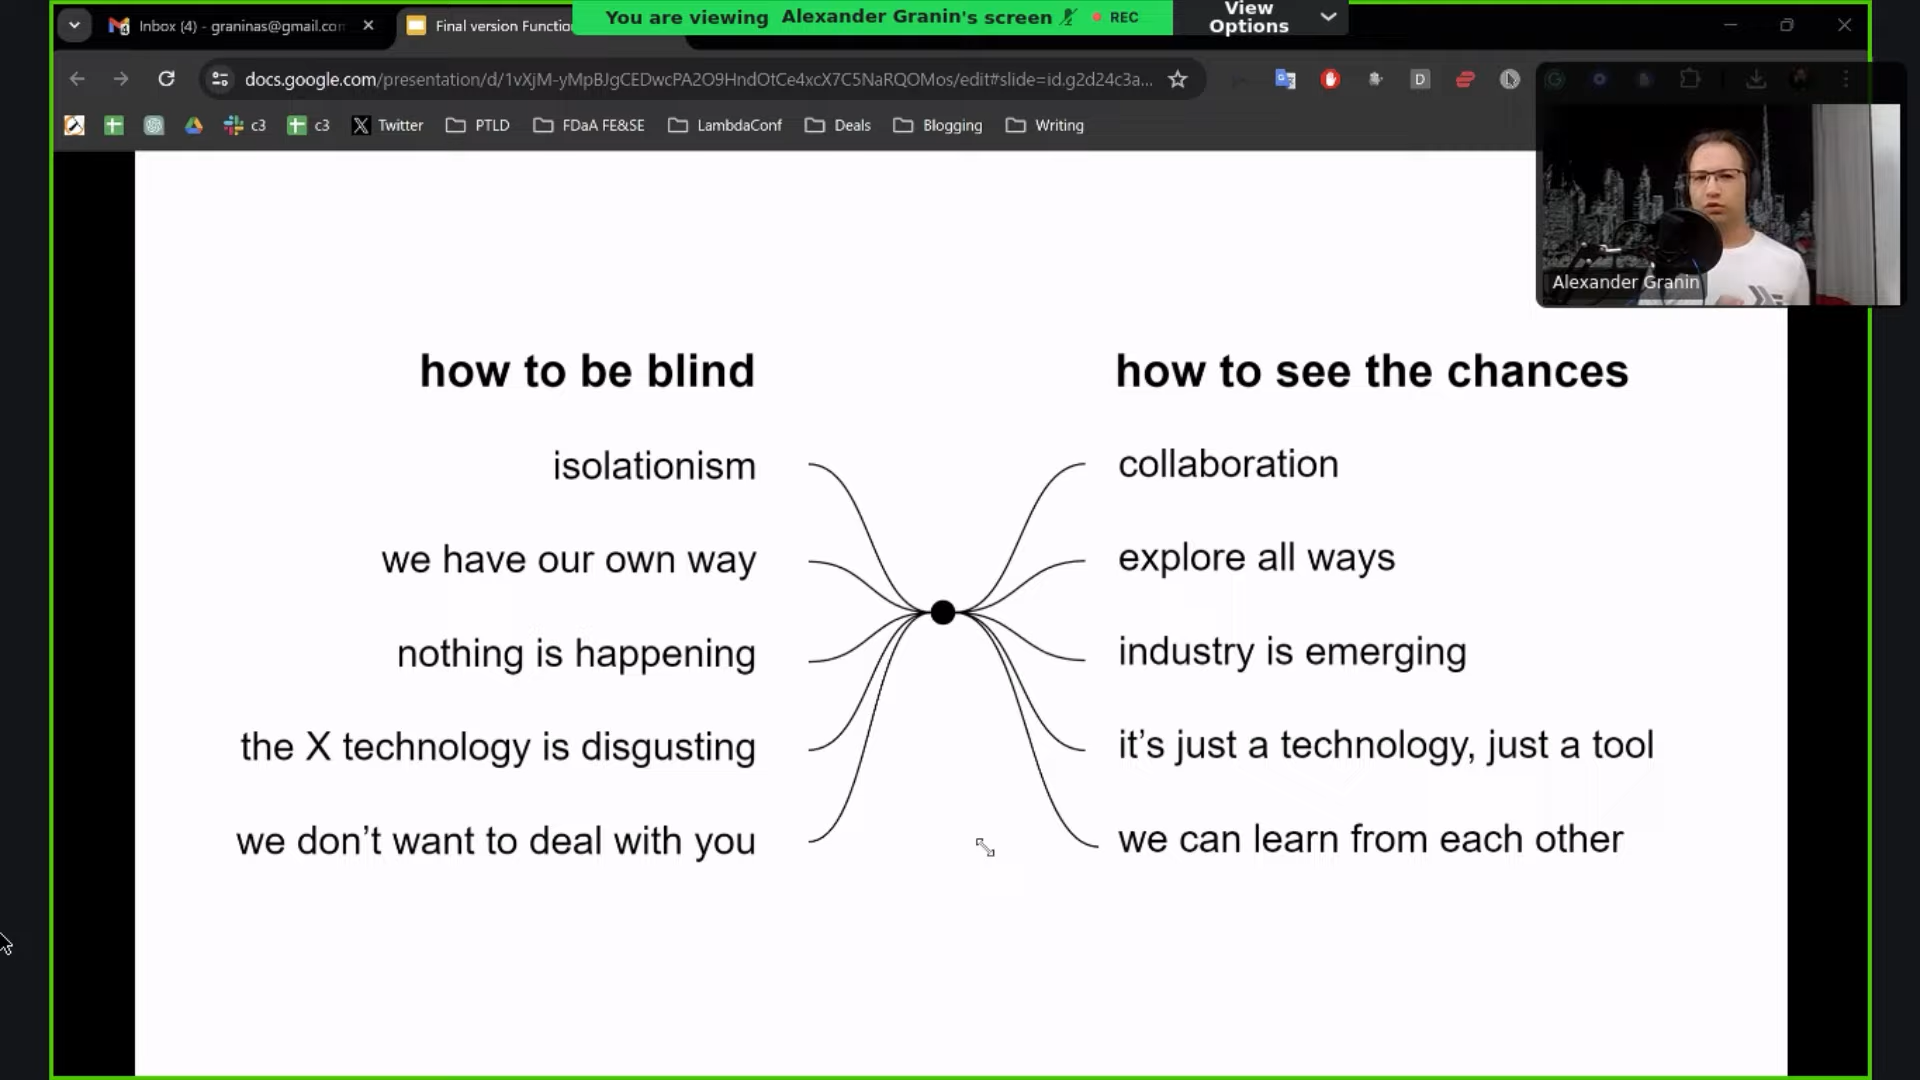 You are viewing Alexander Granin's screen REC
View Options
Inbox (4) - graninas@gmail.con
Final version Functio
docs.google.com/presentation/d/1vXjM-yMpBJgCEDwcPA2O9HndOtCe4xcX7C5NaRQOMos/edit#slide=id.g2d24c3a...
c3
c3
Twitter
PTLD
FDaA FE&SE
LambdaConf
Deals
Blogging
Writing
Alexander Granin
how to be blind
isolationism
we have our own way
nothing is happening
the X technology is disgusting
we don't want to deal with you
how to see the chances
collaboration
explore all ways
industry is emerging
it's just a technology, just a tool
we can learn from each other